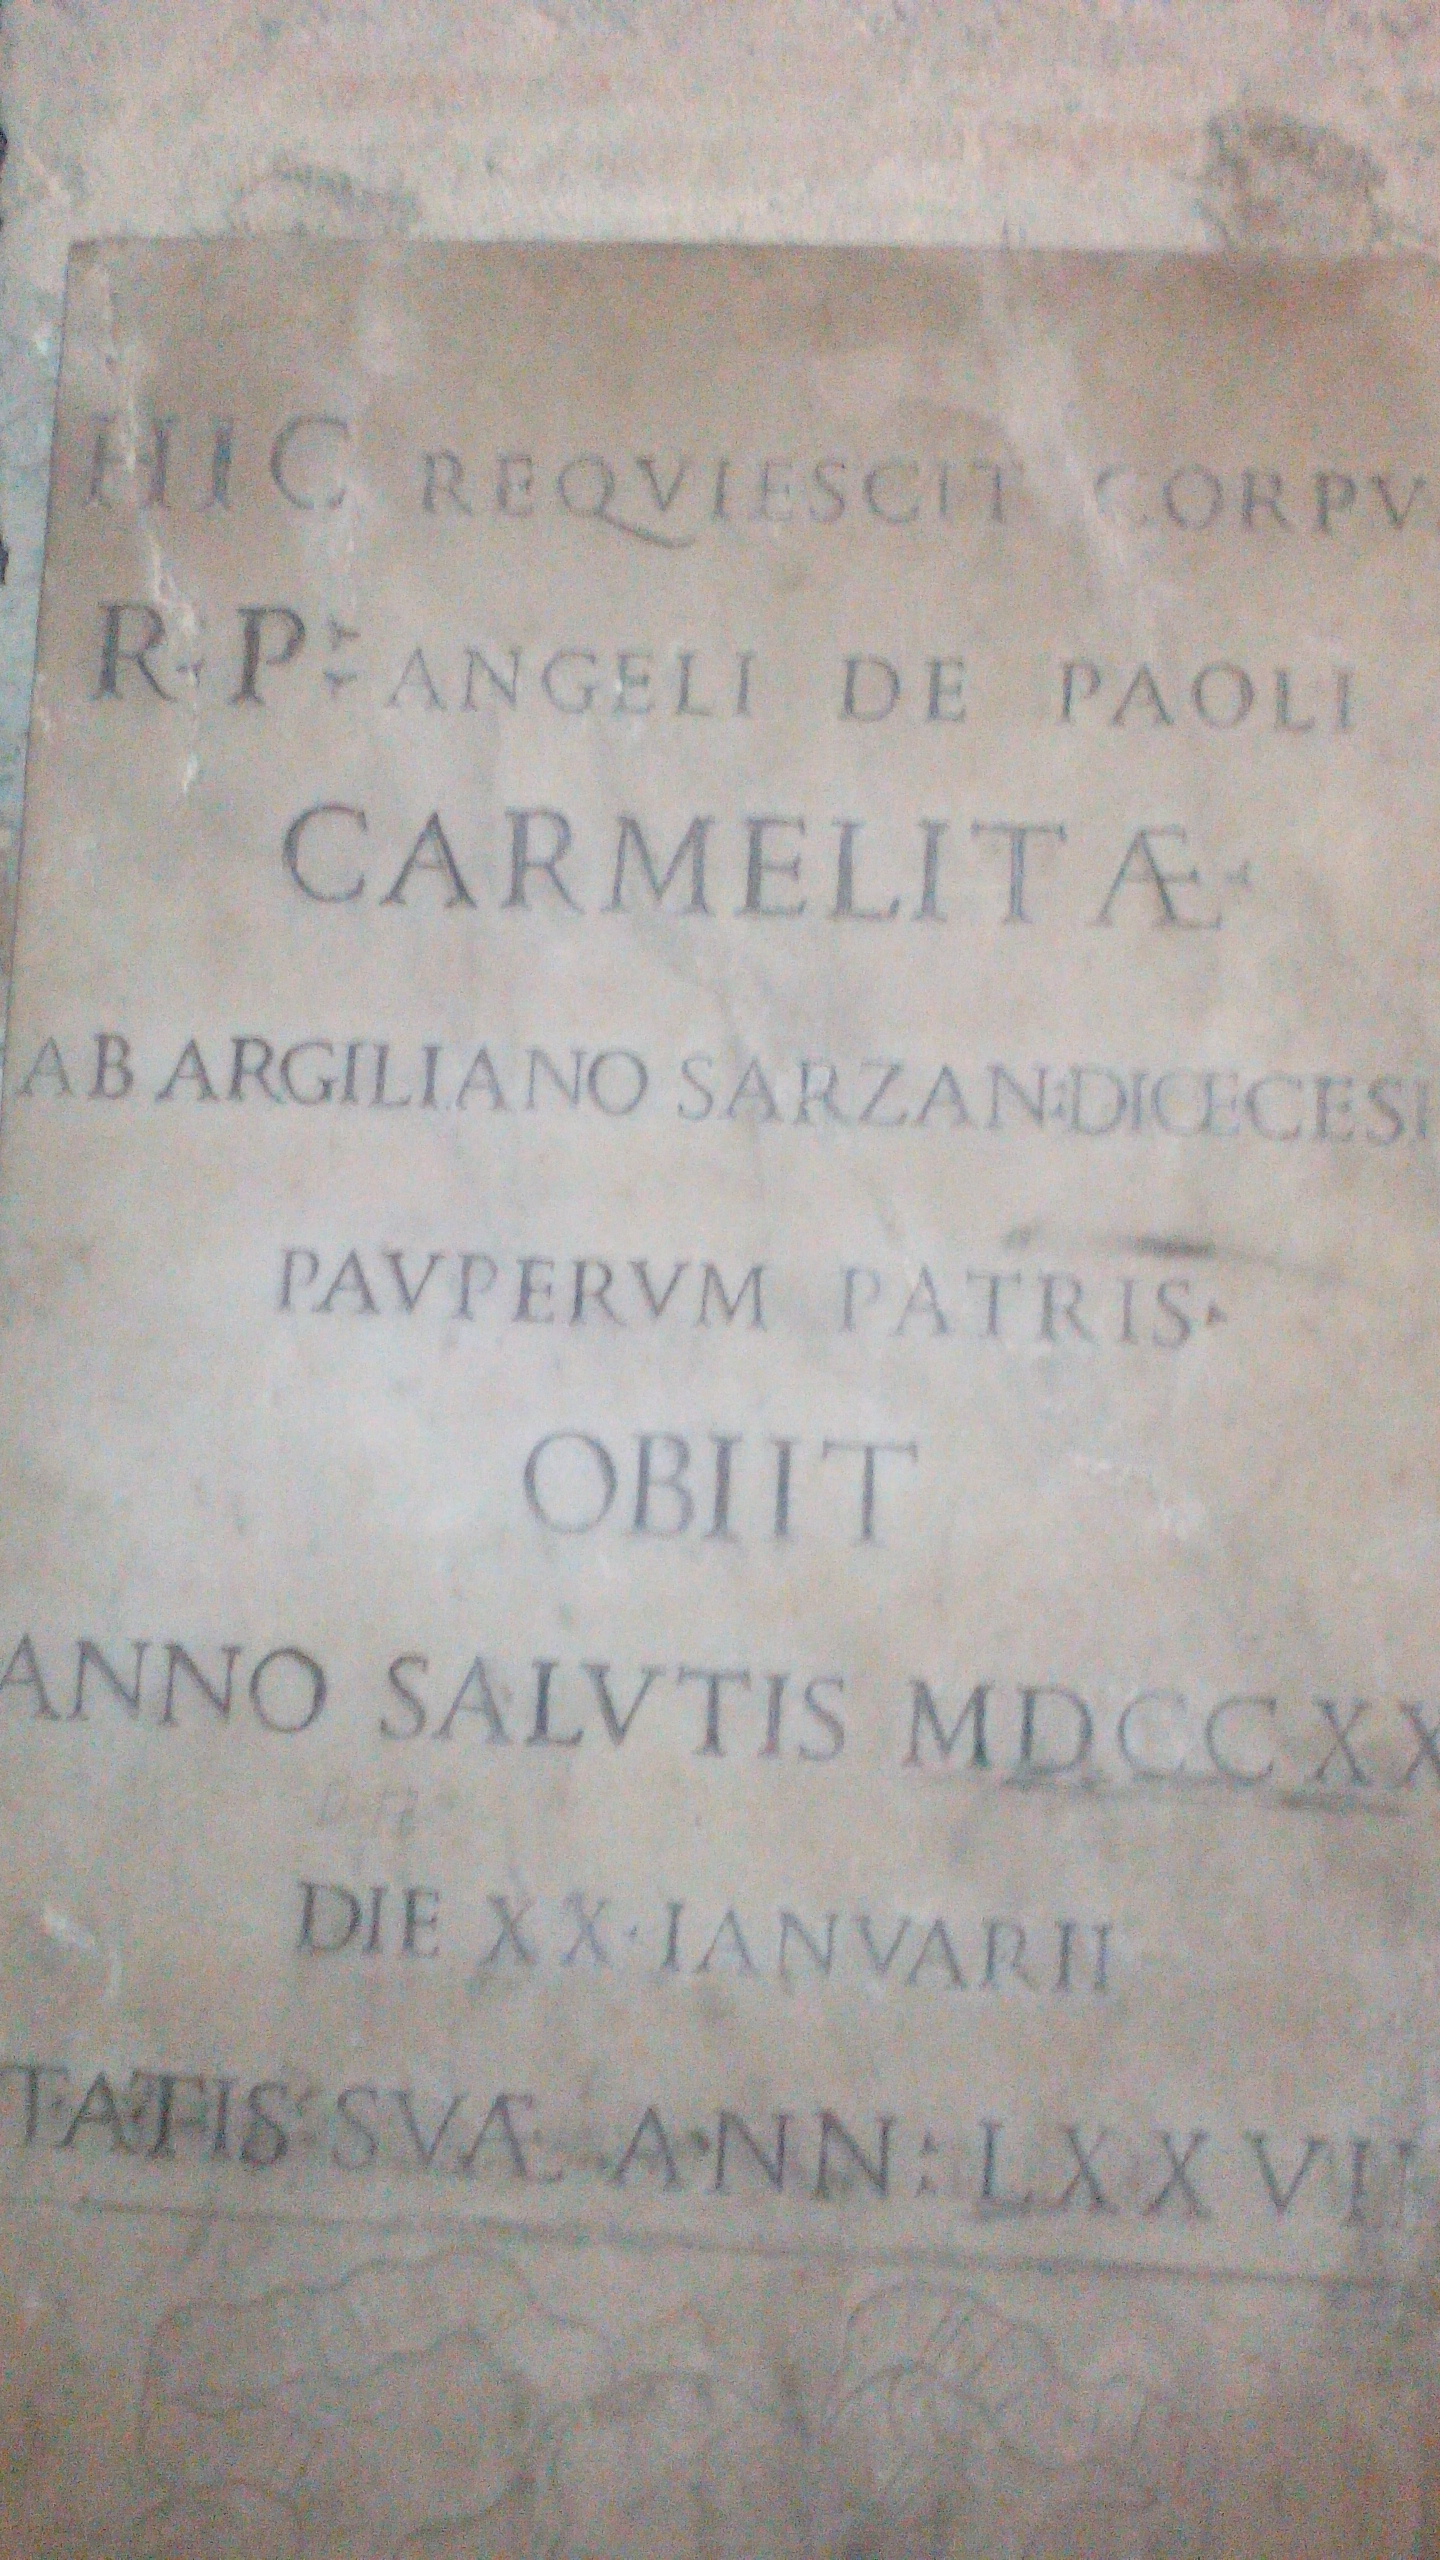 HIC REQVIESCIT CORPV
R·P: ANGELI DE PAOLI
CARMELITÆ·
AB ARGILIANO SARZAN:DIŒCESI
PAVPERVM PATRIS·
OBIIT
ANNO SALVTIS MDCCXX
DIE XX·IANVARII
TATIS SVÆ ANN: LXXVII